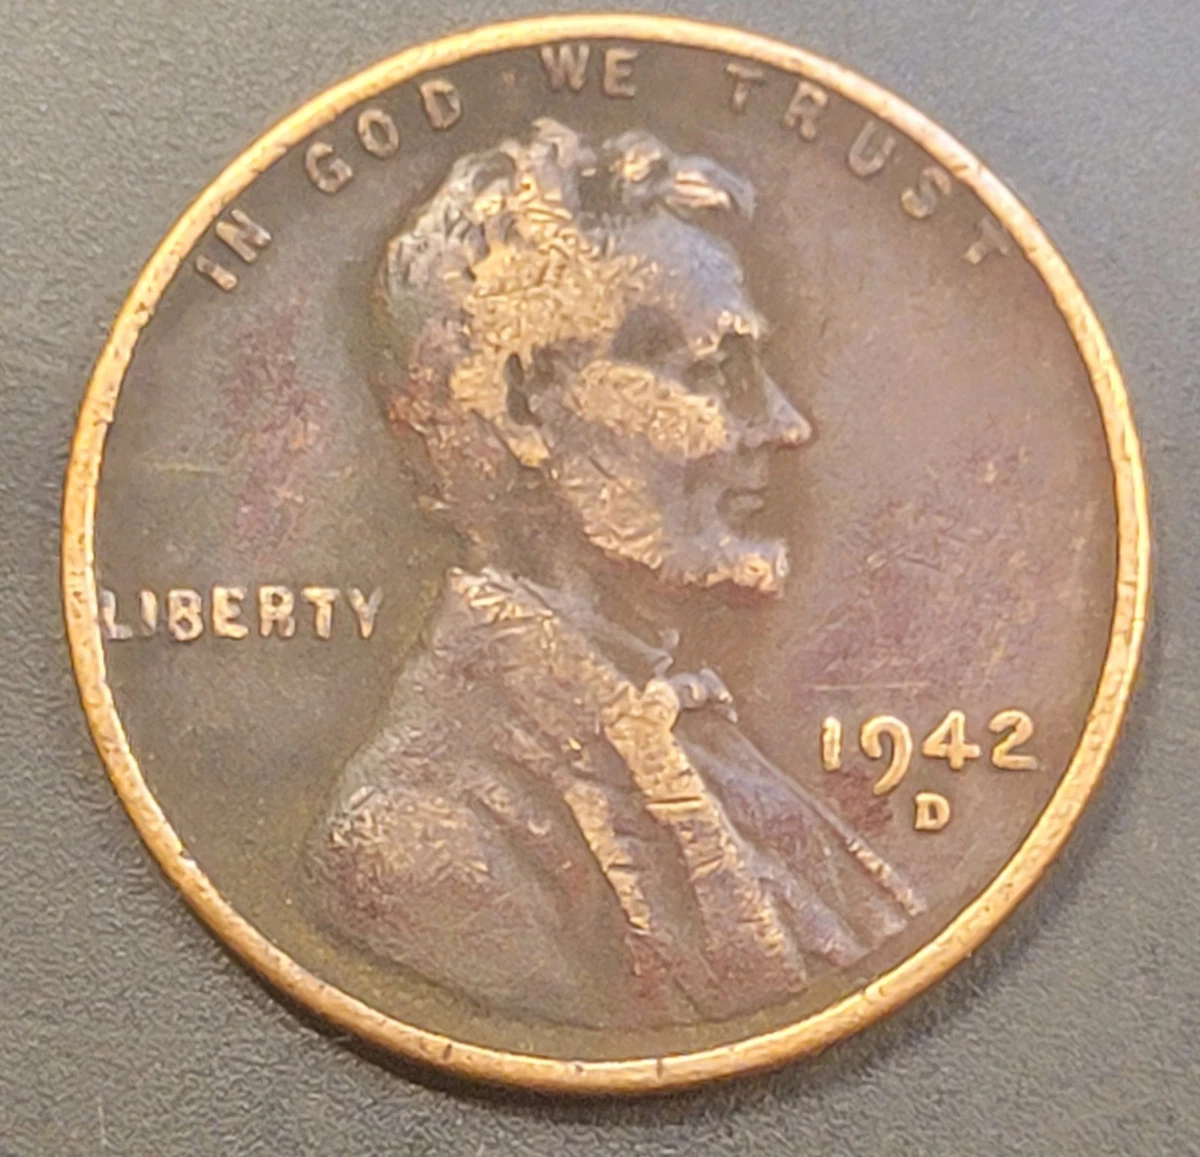 IN GOD WE TRUST
LIBERTY
1942
D